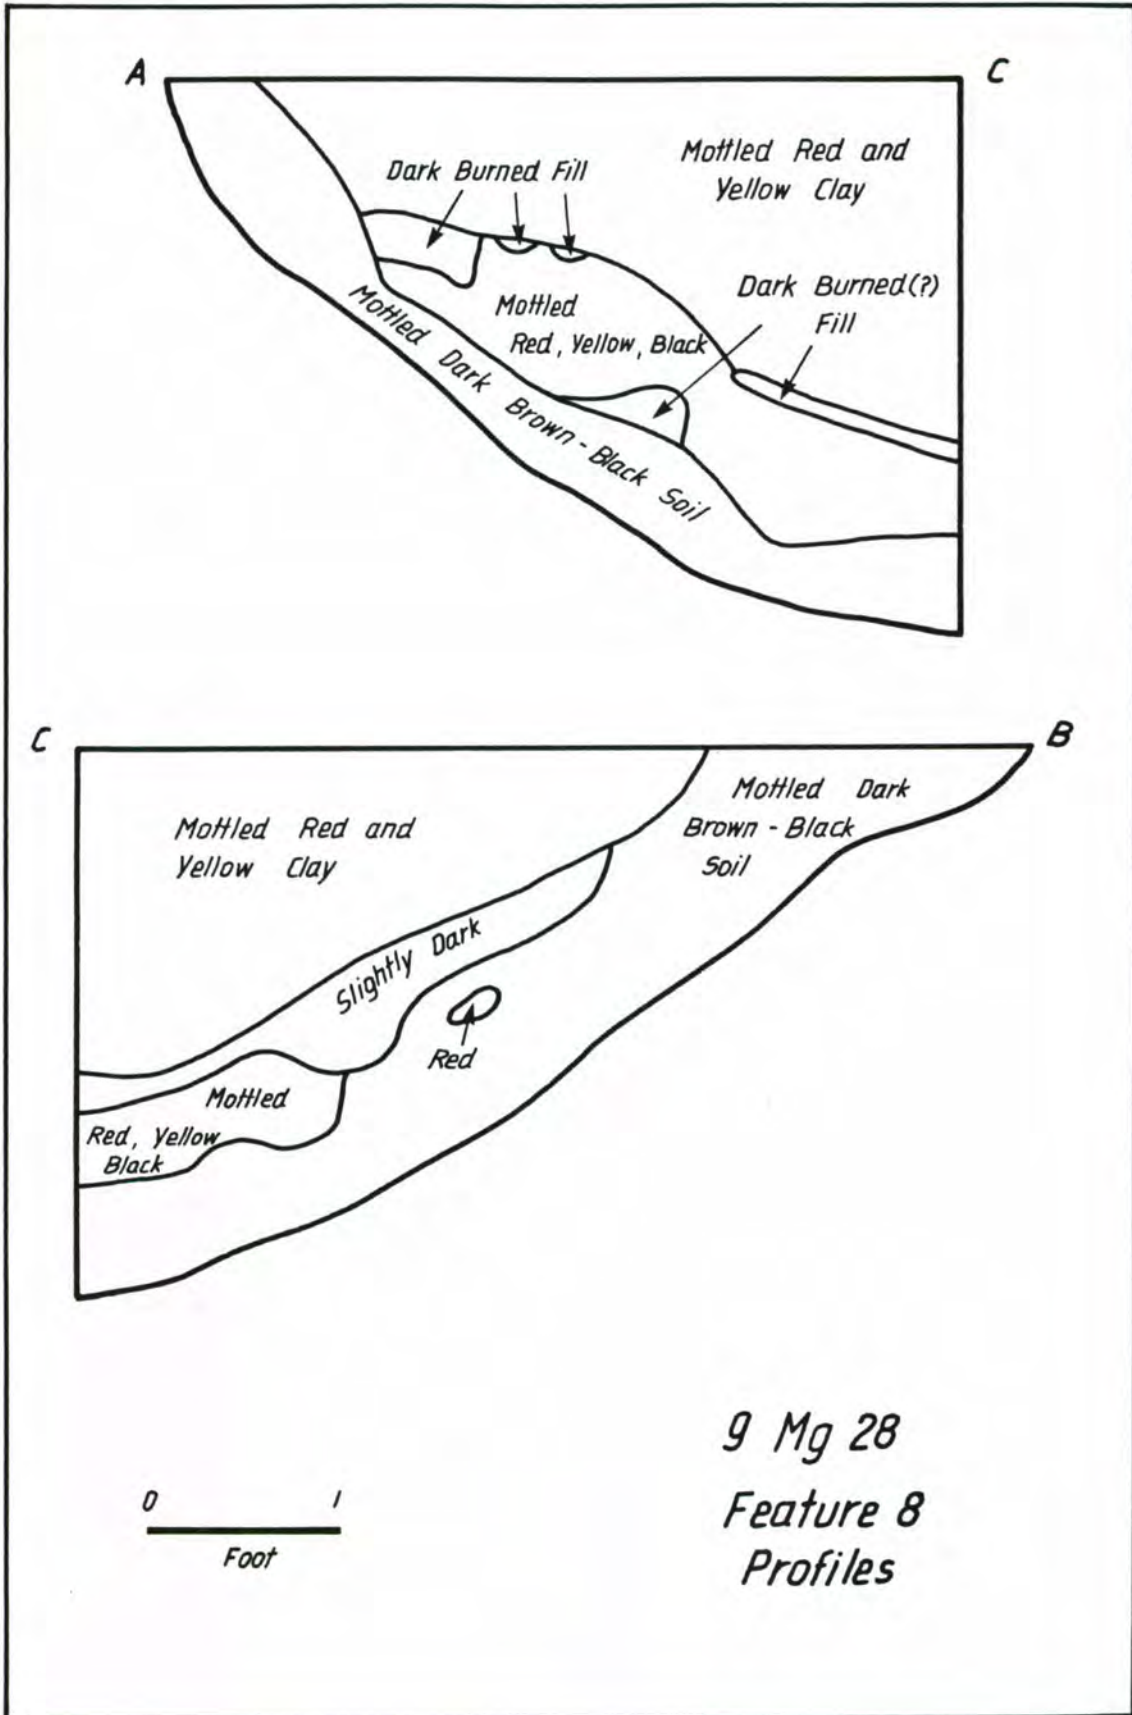 A
C
Mottled Red and
Yellow Clay
Dark Burned Fill
Dark Burned(?)
Fill
Mottled
Red, Yellow, Black
Mottled Dark Brown-Black Soil
C
B
Mottled Dark
Brown - Black
Soil
Mottled Red and
Yellow Clay
Slightly Dark
Red
Mottled
Red, Yellow
Black
9 Mg 28
Feature 8
Profiles
0 1
Foot